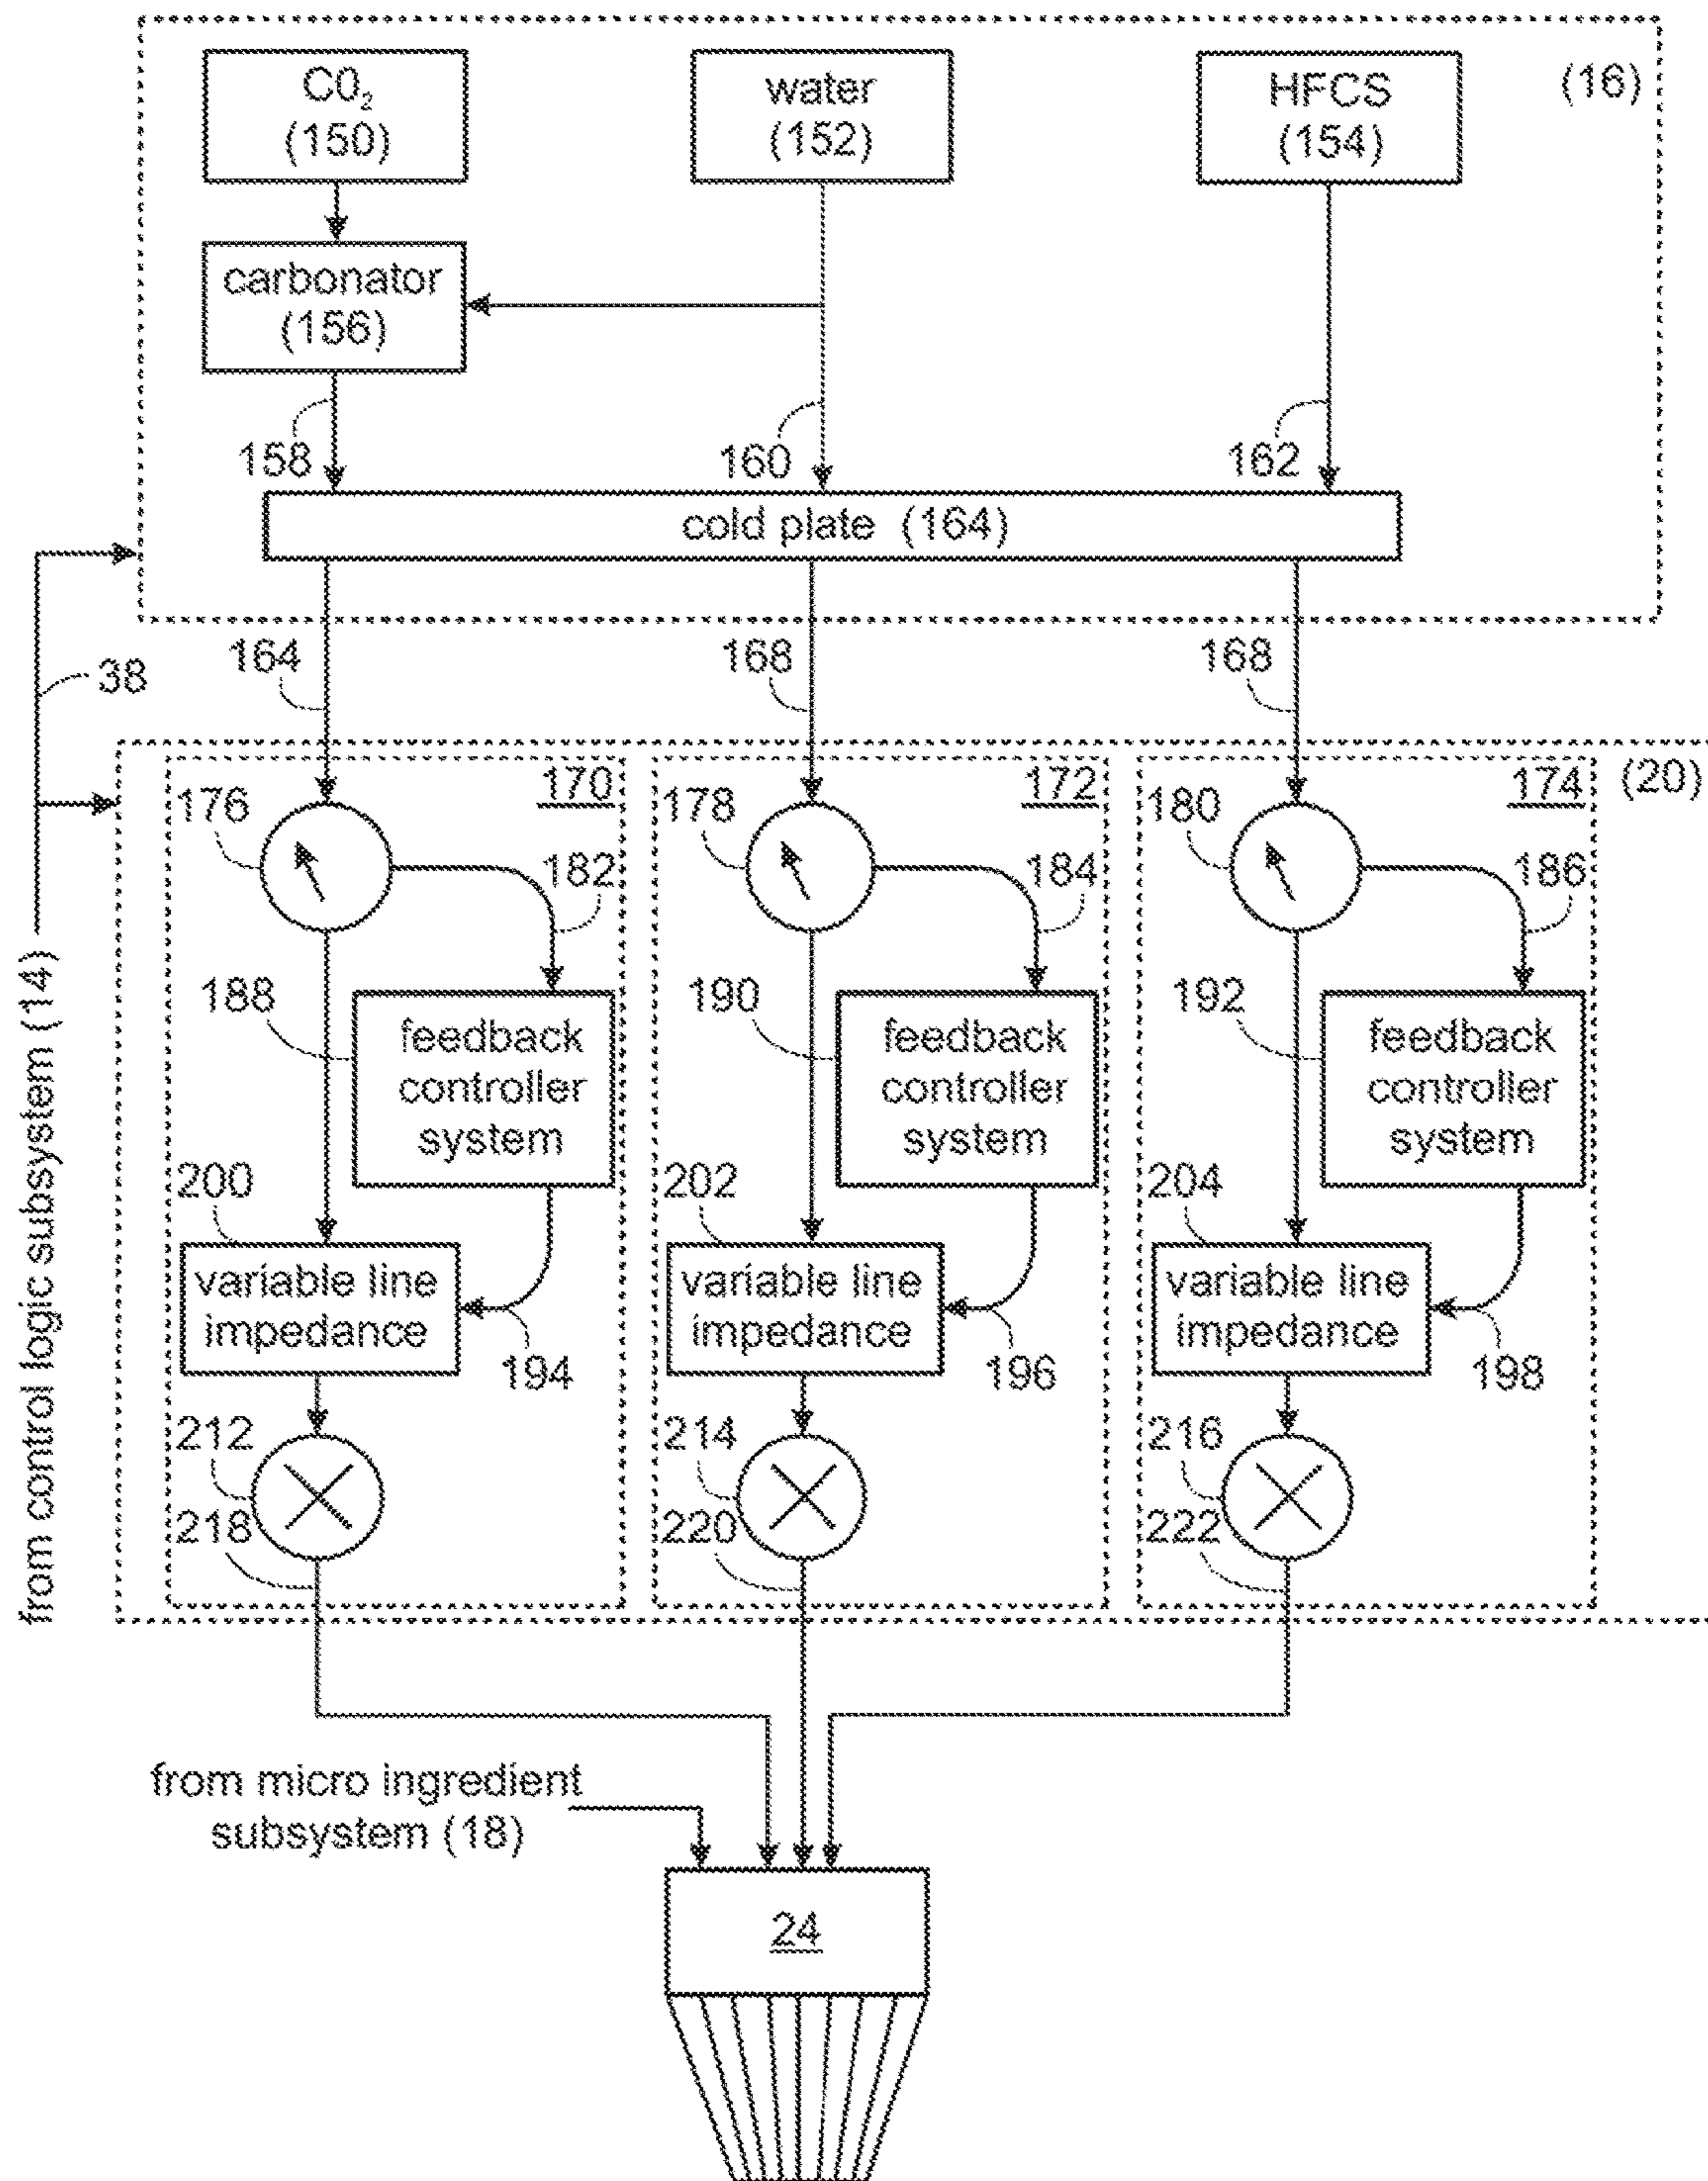 C0₂
(150)
water
(152)
HFCS
(154)
(16)
carbonator
(156)
158
160
162
cold plate (164)
164
168
168
38
from control logic subsystem (14)
170
172
174
(20)
176
178
180
182
184
186
188
190
192
feedback
controller
system
feedback
controller
system
feedback
controller
system
200
202
204
variable line
impedance
variable line
impedance
variable line
impedance
194
196
198
212
214
216
218
220
222
from micro ingredient
subsystem (18)
24